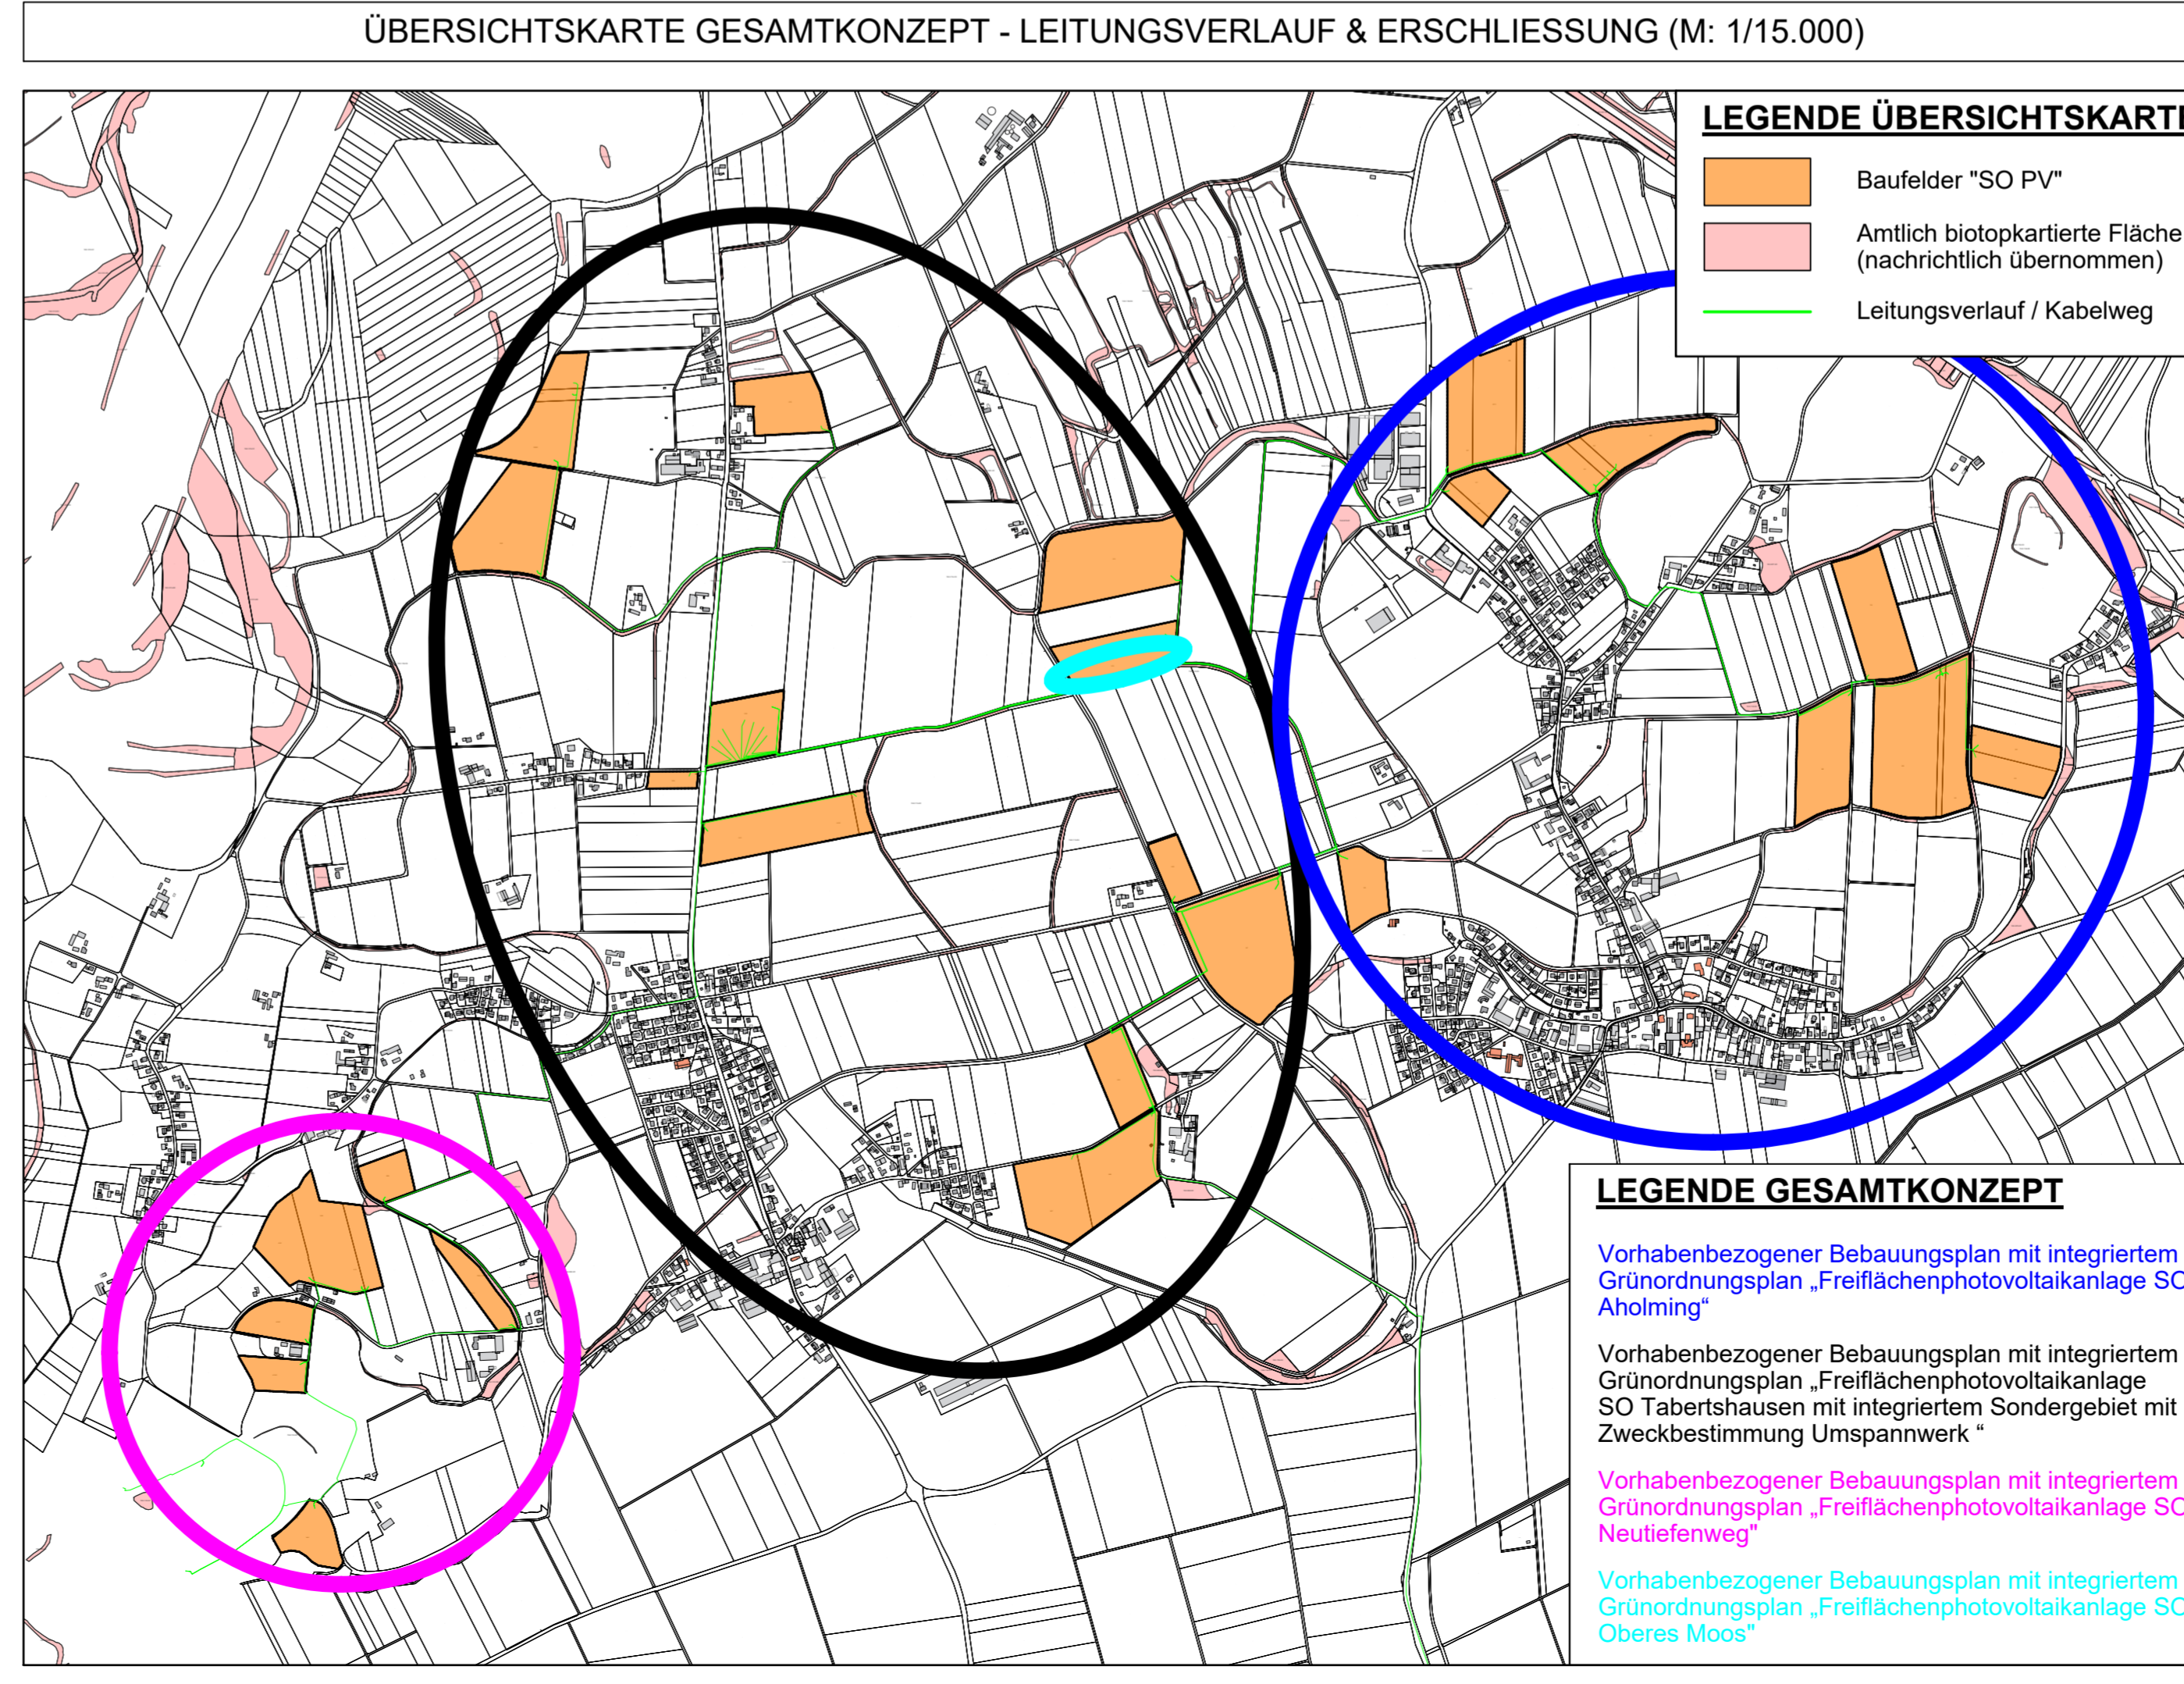 ÜBERSICHTSKARTE GESAMTKONZEPT - LEITUNGSVERLAUF & ERSCHLIESSUNG (M: 1/15.000)
LEGENDE ÜBERSICHTSKARTE
Baufelder "SO PV"
Amtlich biotopkartierte Fläche
(nachrichtlich übernommen)
Leitungsverlauf / Kabelweg
LEGENDE GESAMTKONZEPT
Vorhabenbezogener Bebauungsplan mit integriertem
Grünordnungsplan „Freiflächenphotovoltaikanlage SO
Aholming“
Vorhabenbezogener Bebauungsplan mit integriertem
Grünordnungsplan „Freiflächenphotovoltaikanlage
SO Tabertshausen mit integriertem Sondergebiet mit
Zweckbestimmung Umspannwerk “
Vorhabenbezogener Bebauungsplan mit integriertem
Grünordnungsplan „Freiflächenphotovoltaikanlage SO
Neutiefenweg"
Vorhabenbezogener Bebauungsplan mit integriertem
Grünordnungsplan „Freiflächenphotovoltaikanlage SO
Oberes Moos"